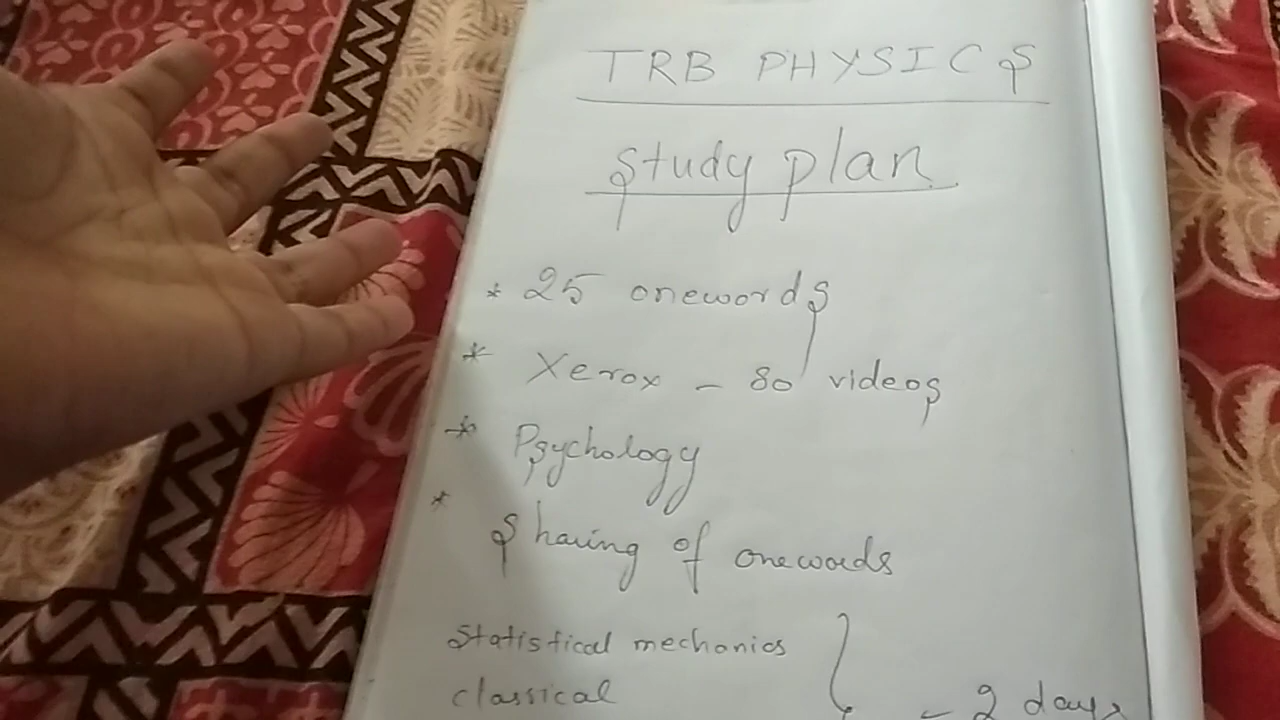 TRB PHYSICS
Study plan
* 25 onewords
* Xerox - 80 videos
* Psychology
* Sharing of onewords
Statistical mechanics
classical
- 2 days